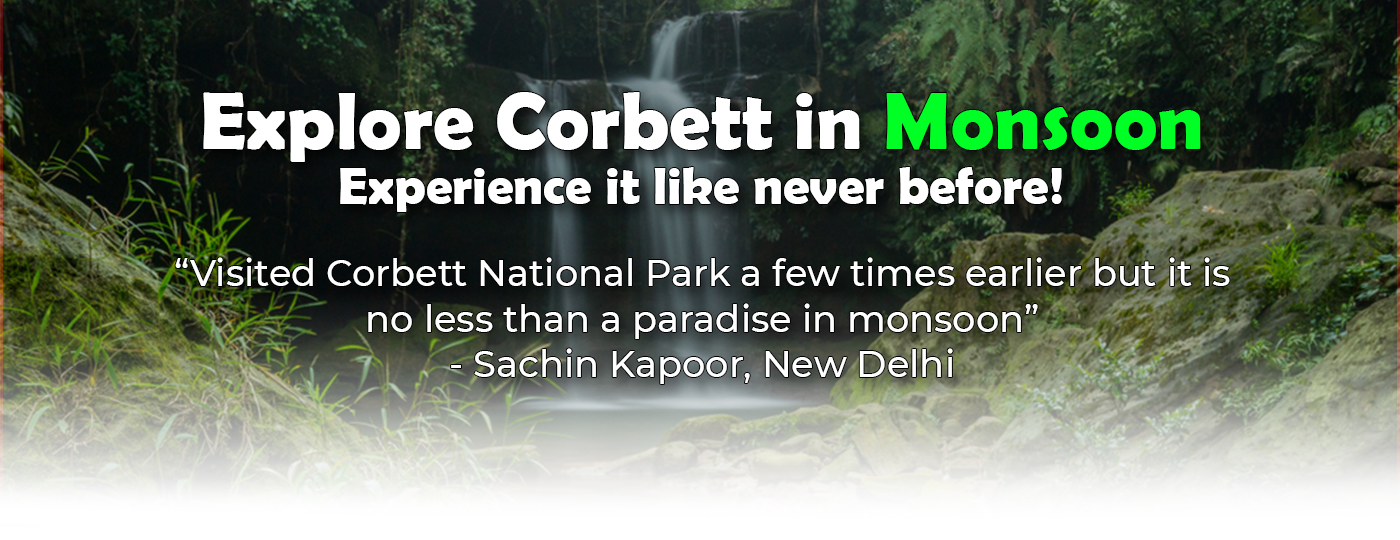 Explore Corbett in Monsoon
Experience it like never before!
“Visited Corbett National Park a few times earlier but it is
no less than a paradise in monsoon”
- Sachin Kapoor, New Delhi